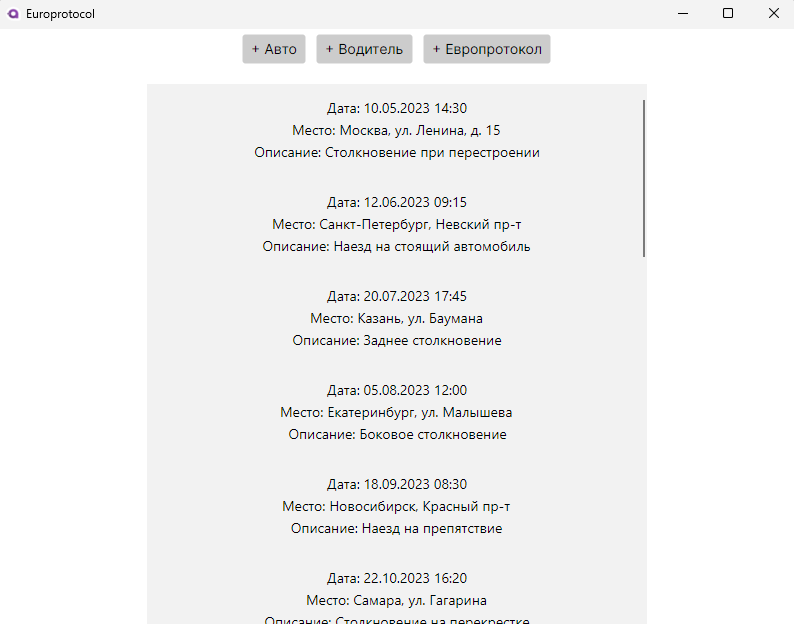 Europrotocol
+ Авто
+ Водитель
+ Европротокол
Дата: 10.05.2023 14:30
Место: Москва, ул. Ленина, д. 15
Описание: Столкновение при перестроении
Дата: 12.06.2023 09:15
Место: Санкт-Петербург, Невский пр-т
Описание: Наезд на стоящий автомобиль
Дата: 20.07.2023 17:45
Место: Казань, ул. Баумана
Описание: Заднее столкновение
Дата: 05.08.2023 12:00
Место: Екатеринбург, ул. Малышева
Описание: Боковое столкновение
Дата: 18.09.2023 08:30
Место: Новосибирск, Красный пр-т
Описание: Наезд на препятствие
Дата: 22.10.2023 16:20
Место: Самара, ул. Гагарина
Описание: Столкновение на перекрестке